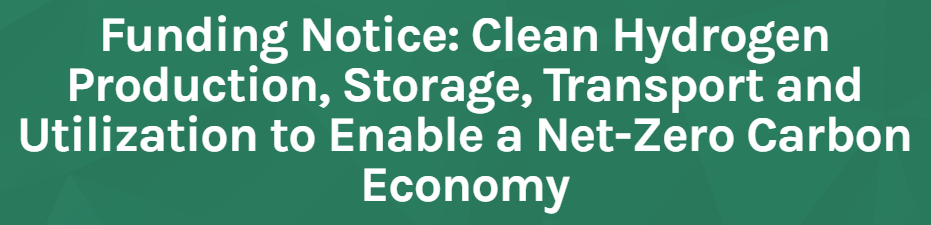 Funding Notice: Clean Hydrogen
Production, Storage, Transport and
Utilization to Enable a Net-Zero Carbon
Economy